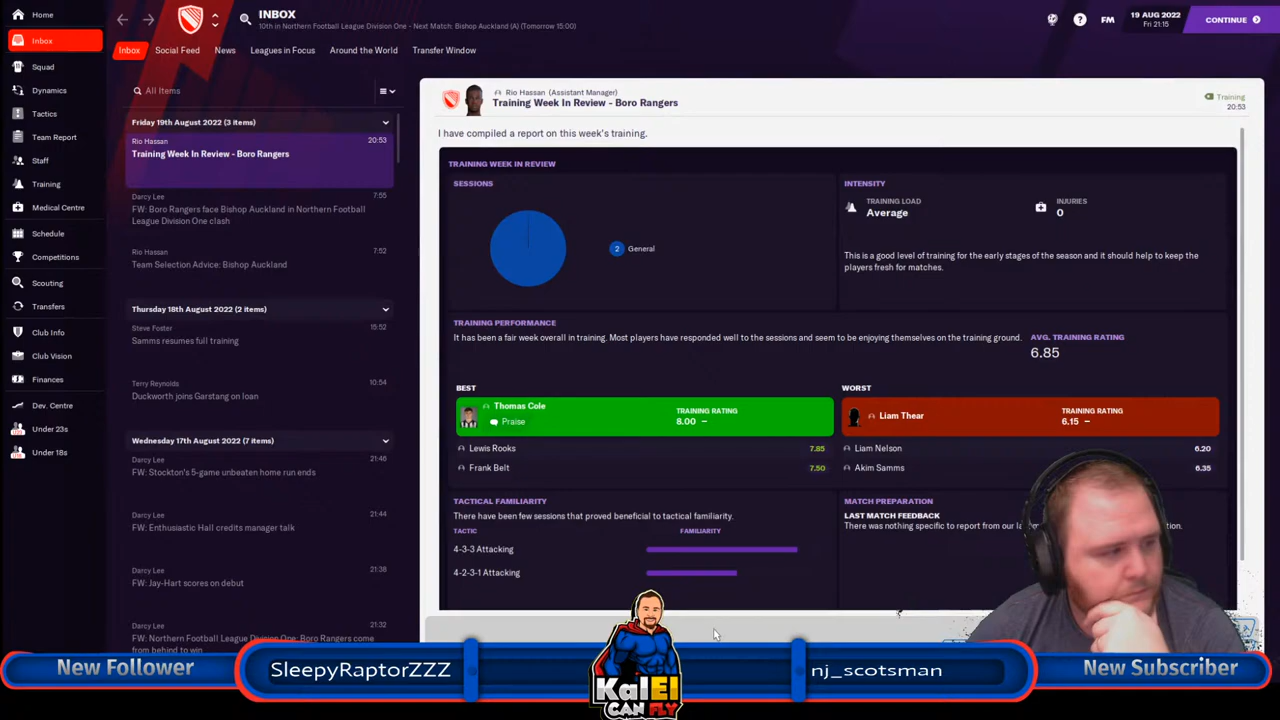 Home
Inbox
Squad
Dynamics
Tactics
Team Report
Staff
Training
Medical Centre
Schedule
Competitions
Scouting
Transfers
Club Info
Club Vision
Finances
Dev. Centre
Under 23s
Under 18s
INBOX
10th in Northern Football League Division One - Next Match: Bishop Auckland (A) (Tomorrow 15:00)
FM
19 AUG 2022
Fri 21:15
CONTINUE
Inbox
Social Feed
News
Leagues in Focus
Around the World
Transfer Window
All Items
Friday 19th August 2022 (3 items)
Rio Hassan 20:53
Training Week In Review - Boro Rangers
Darcy Lee 7:55
FW: Boro Rangers face Bishop Auckland in Northern Football
League Division One clash
Rio Hassan 7:52
Team Selection Advice: Bishop Auckland
Thursday 18th August 2022 (2 items)
Steve Foster 15:52
Samms resumes full training
Terry Reynolds 10:54
Duckworth joins Garstang on loan
Wednesday 17th August 2022 (7 items)
Darcy Lee 21:46
FW: Stockton's 5-game unbeaten home run ends
Darcy Lee 21:44
FW: Enthusiastic Hall credits manager talk
Darcy Lee 21:38
FW: Jay-Hart scores on debut
Darcy Lee 21:32
FW: Northern Football League Division One: Boro Rangers come
from behind to win
Rio Hassan (Assistant Manager)
Training Week In Review - Boro Rangers
Training
20:53
I have compiled a report on this week's training.
TRAINING WEEK IN REVIEW
SESSIONS
2 General
INTENSITY
TRAINING LOAD
Average
INJURIES
0
This is a good level of training for the early stages of the season and it should help to keep the
players fresh for matches.
TRAINING PERFORMANCE
It has been a fair week overall in training. Most players have responded well to the sessions and seem to be enjoying themselves on the training ground.
AVG. TRAINING RATING
6.85
BEST
Thomas Cole
Praise
TRAINING RATING
8.00 –
Lewis Rooks 7.85
Frank Belt 7.50
WORST
Liam Thear
TRAINING RATING
6.15 –
Liam Nelson 6.20
Akim Samms 6.35
TACTICAL FAMILIARITY
There have been few sessions that proved beneficial to tactical familiarity.
TACTIC FAMILIARITY
4-3-3 Attacking
4-2-3-1 Attacking
MATCH PREPARATION
LAST MATCH FEEDBACK
There was nothing specific to report from our
New Follower
SleepyRaptorZZZ
KalEl
CAN FLY
nj_scotsman
New Subscriber